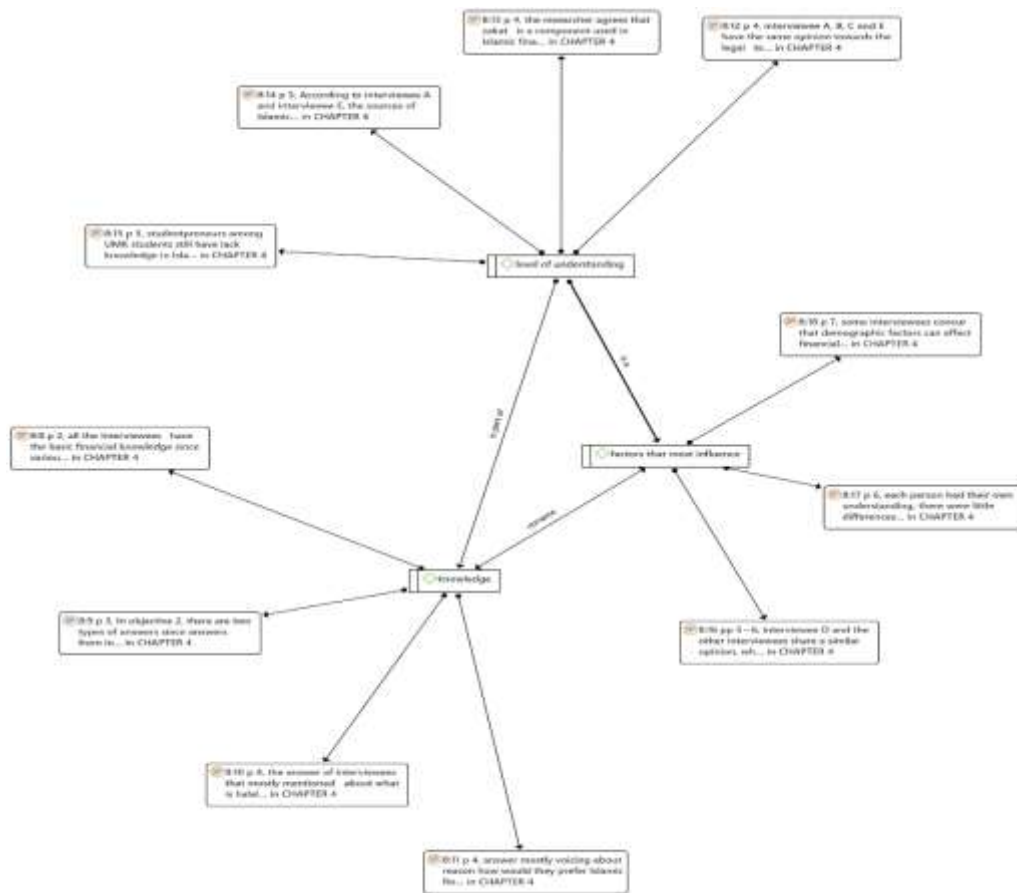 8:13 p 4, the researcher agrees that
zakat is a component used in
Islamic fina... in CHAPTER 4
8:12 p 4, interviewee A, B, C and E
have the same opinion towards the
legal to... in CHAPTER 4
8:14 p 5, According to interviewee A
and interviewee E, the sources of
Islamic... in CHAPTER 4
8:15 p 5, studentpreneurs among
UMK students still have lack
knowledge in Isla... in CHAPTER 4
level of understanding
8:18 p 7, some interviewees concur
that demographic factors can affect
financial... in CHAPTER 4
is a
is part of
8:8 p 2, all the interviewees have
the basic financial knowledge since
various... in CHAPTER 4
factors that most influence
8:17 p 6, each person had their own
understanding, there were little
differences... in CHAPTER 4
knowledge
8:9 p 3, In objective 2, there are two
types of answers since answers
them in... in CHAPTER 4
8:16 pp 5–6, Interviewee D and the
other interviewees share a similar
opinion, wh... in CHAPTER 4
8:10 p 4, the answer of interviewees
that mostly mentioned about what
is halal... in CHAPTER 4
8:11 p 4, answer mostly voicing about
reason how would they prefer Islamic
fin... in CHAPTER 4